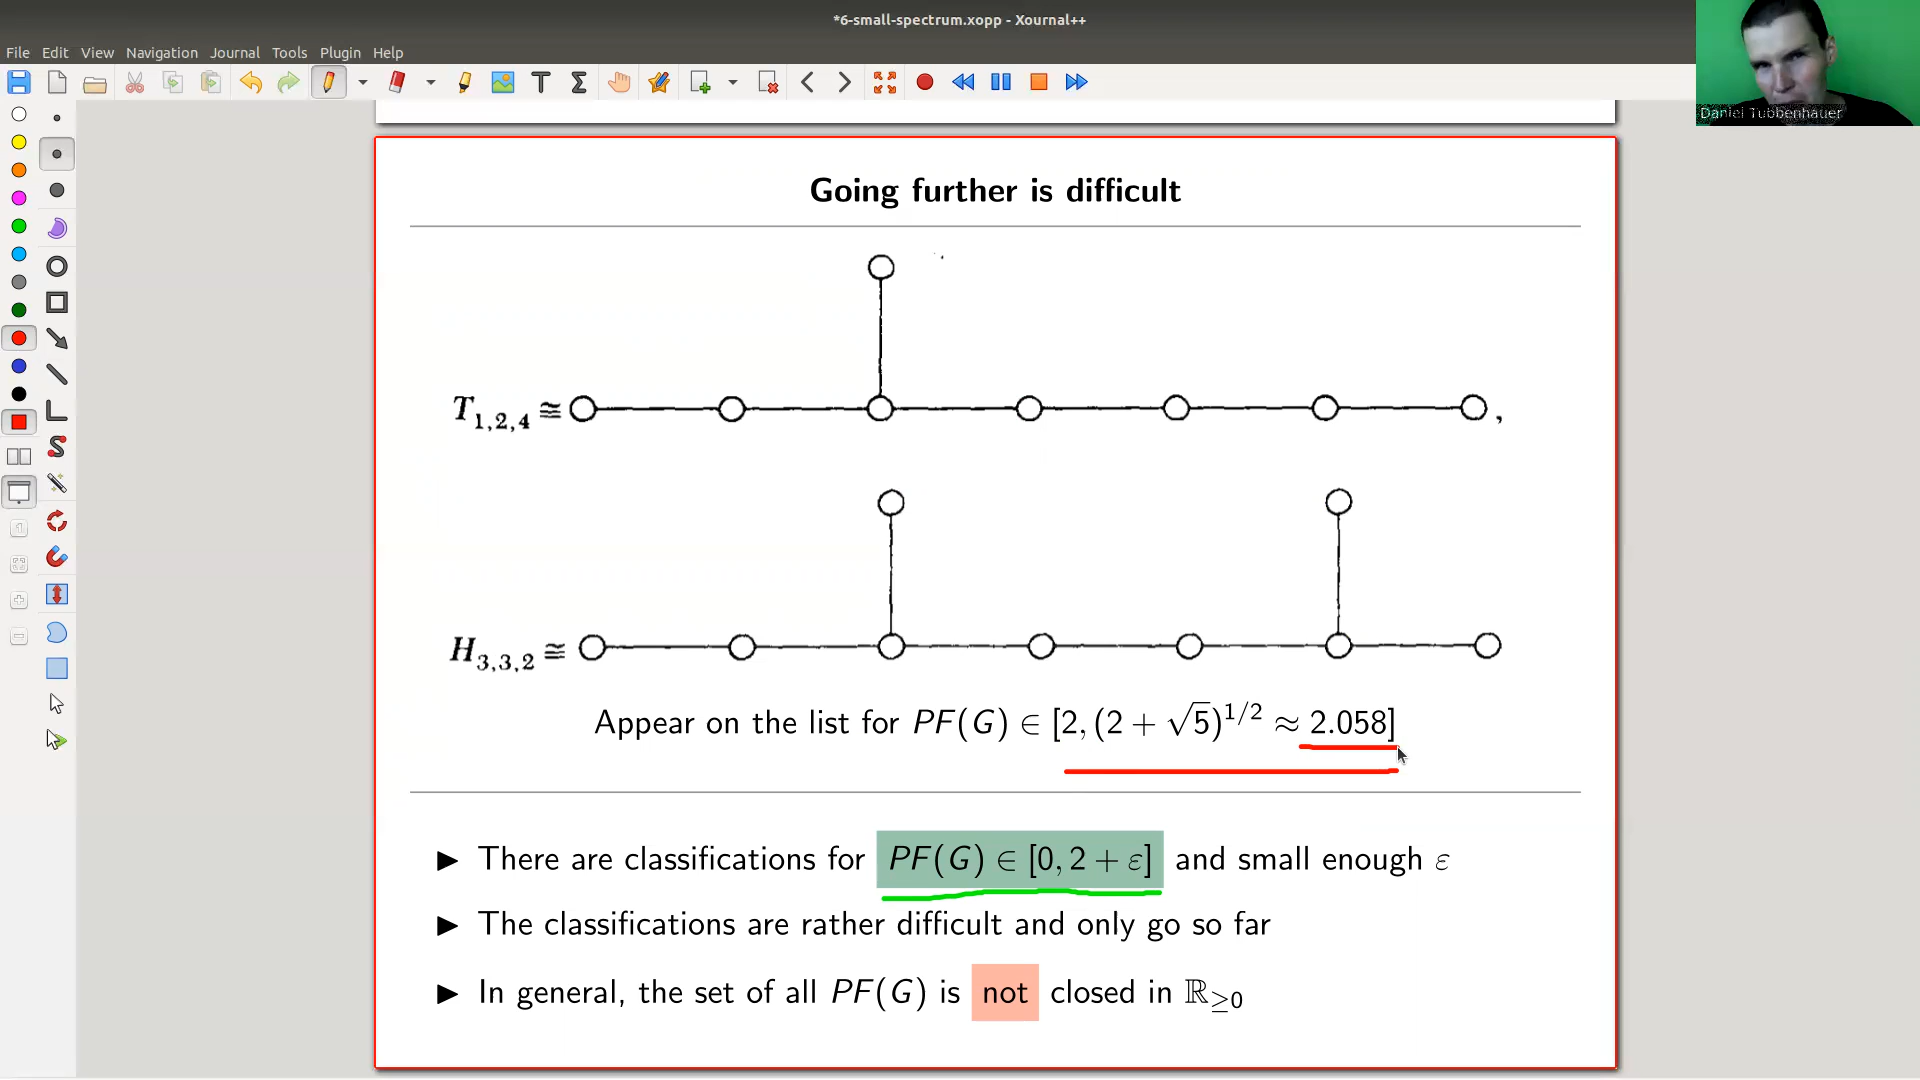 *6-small-spectrum.xopp - Xournal++
File Edit View Navigation Journal Tools Plugin Help
Daniel Tubbenhauer
Going further is difficult
T₁,₂,₄ ≅ ,
H₃,₃,₂ ≅
Appear on the list for PF(G) ∈ [2, (2 + √5)^{1/2} ≈ 2.058]
▶ There are classifications for PF(G) ∈ [0, 2 + ε] and small enough ε
▶ The classifications are rather difficult and only go so far
▶ In general, the set of all PF(G) is not closed in ℝ≥0